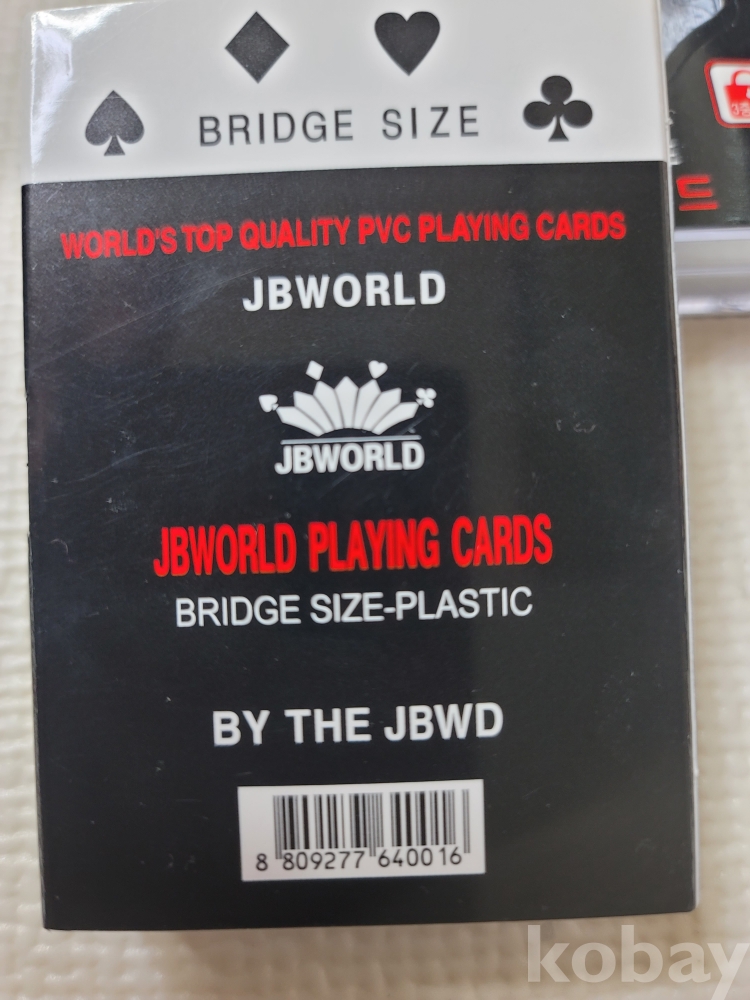 BRIDGE SIZE
WORLD'S TOP QUALITY PVC PLAYING CARDS
JBWORLD
JBWORLD
JBWORLD PLAYING CARDS
BRIDGE SIZE-PLASTIC
BY THE JBWD
8 809277 640016
kobay